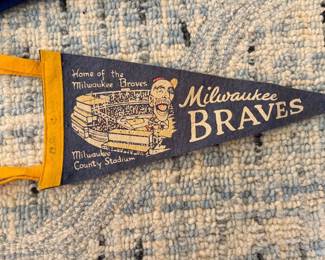 Home of the
Milwaukee Braves
Milwaukee
County Stadium
Milwaukee
BRAVES